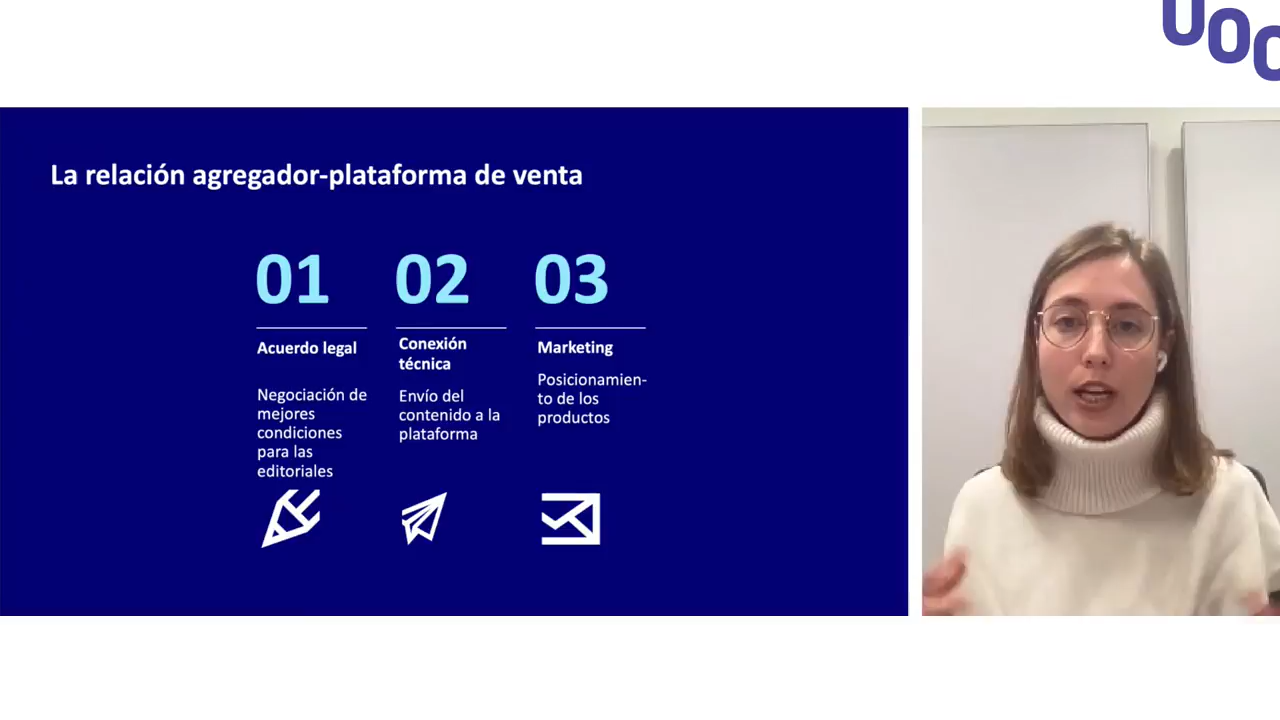 UOC
La relación agregador-plataforma de venta
01
Acuerdo legal
Negociación de
mejores
condiciones
para las
editoriales
02
Conexión
técnica
Envío del
contenido a la
plataforma
03
Marketing
Posicionamien-
to de los
productos